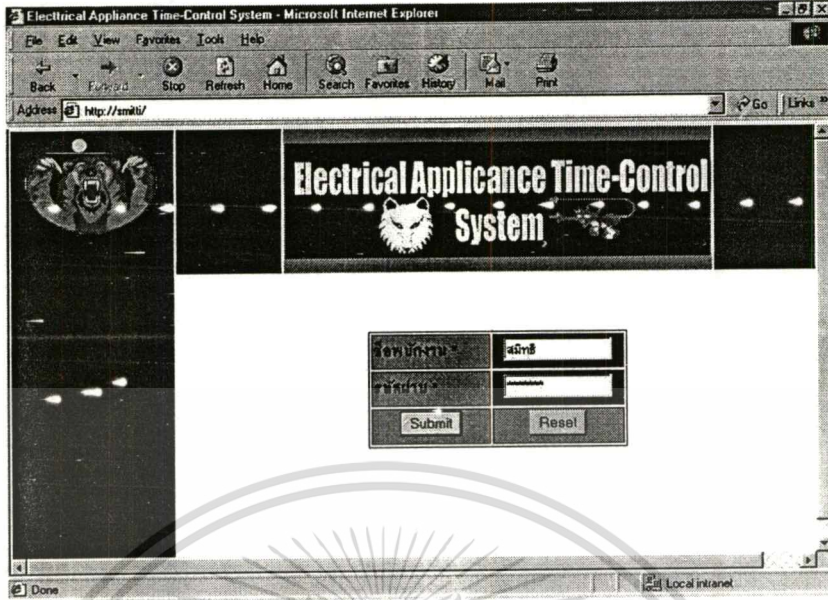 Electtrical Appliance Time-Control System - Microsoft Internet Explorer
File Edit View Favorites Tools Help
Back Forward Stop Refresh Home Search Favorites History Mail Print
Address http://smitti/ Go Links »
Electrical Applicance Time-Control
System
ชื่อพนักงาน * สมิทธิ
รหัสผ่าน * *********
Submit Reset
Done Local intranet